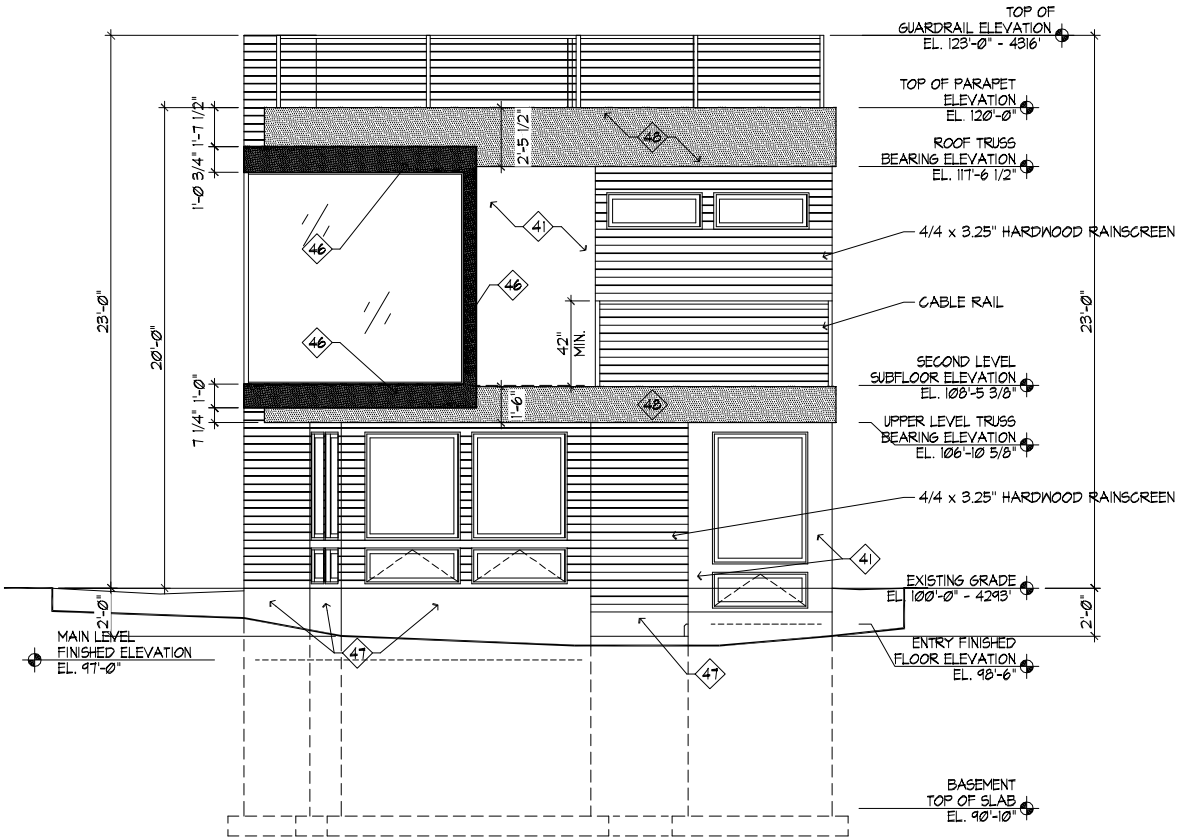 TOP OF
GUARDRAIL ELEVATION
EL. 123'-0" - 4316'
TOP OF PARAPET
ELEVATION
EL. 120'-0"
1'-7 1/2"
2'-5 1/2"
48
ROOF TRUSS
BEARING ELEVATION
EL. 117'-6 1/2"
1'-0 3/4"
41
4/4 x 3.25" HARDWOOD RAINSCREEN
46
46
CABLE RAIL
23'-0"
20'-0"
23'-0"
42"
MIN.
46
SECOND LEVEL
SUBFLOOR ELEVATION
EL. 108'-5 3/8"
1'-0"
1'-6"
48
7 1/4"
UPPER LEVEL TRUSS
BEARING ELEVATION
EL. 106'-10 5/8"
4/4 x 3.25" HARDWOOD RAINSCREEN
41
EXISTING GRADE
EL. 100'-0" - 4293'
2'-0"
2'-0"
MAIN LEVEL
FINISHED ELEVATION
EL. 97'-0"
47
47
ENTRY FINISHED
FLOOR ELEVATION
EL. 98'-6"
BASEMENT
TOP OF SLAB
EL. 90'-10"